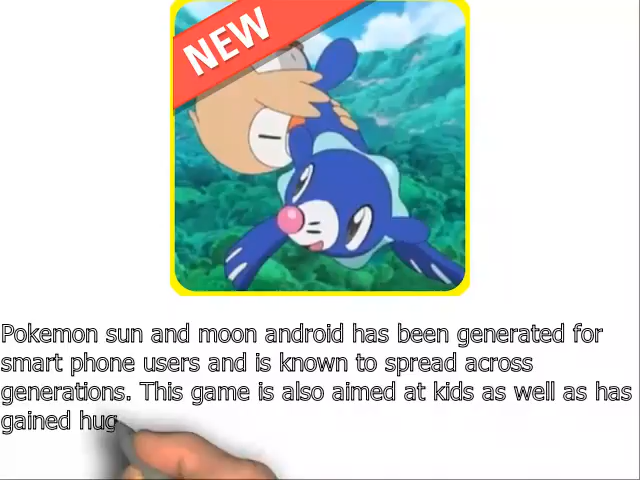 NEW
Pokemon sun and moon android has been generated for
smart phone users and is known to spread across
generations. This game is also aimed at kids as well as has
gained hug